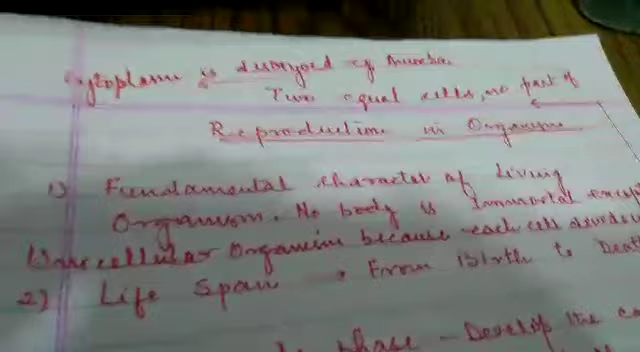 Cytoplasm is destroyed of Amoeba
Two equal cells, no part of
Reproduction in Organism
1) Fundamental character of Living
Organism. No body is Immortal except
Unicellular Organism because each cell
2) Life Span . From Birth to Death
phase - Develop the